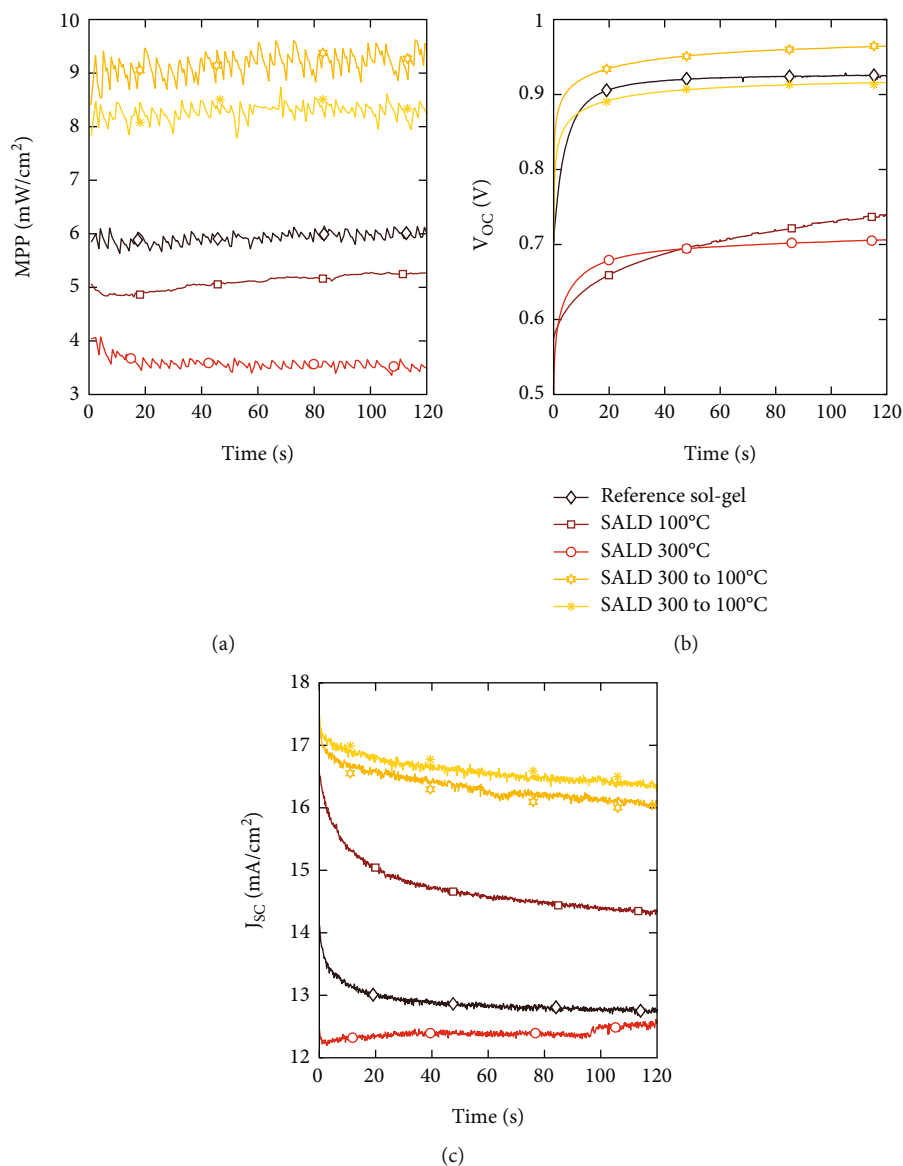 10
9
8
7
6
5
4
3
MPP (mW/cm²)
0 20 40 60 80 100 120
Time (s)
(a)
1
0.9
0.8
0.7
0.6
0.5
V_OC (V)
0 20 40 60 80 100 120
Time (s)
Reference sol-gel
SALD 100°C
SALD 300°C
SALD 300 to 100°C
SALD 300 to 100°C
(b)
18
17
16
15
14
13
12
J_SC (mA/cm²)
0 20 40 60 80 100 120
Time (s)
(c)